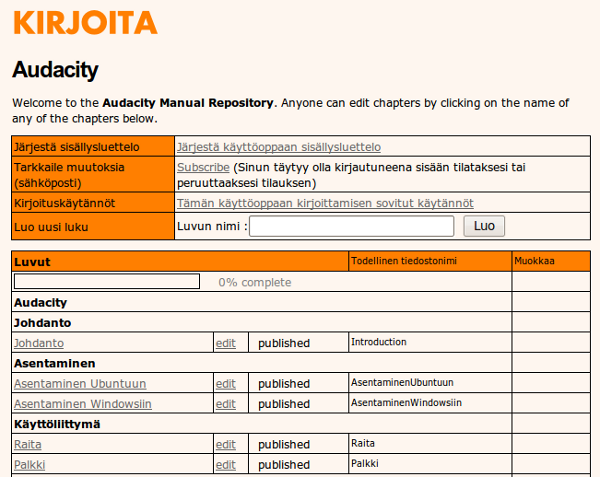 KIRJOITA
Audacity
Welcome to the Audacity Manual Repository. Anyone can edit chapters by clicking on the name
of any of the chapters below.
Järjestä sisällysluettelo Järjestä käyttöoppaan sisällysluettelo
Tarkkaile muutoksia (sähköposti) Subscribe (Sinun täytyy olla kirjautuneena sisään tilataksesi tai
peruuttaaksesi tilauksen)
Kirjoituskäytännöt Tämän käyttöoppaan kirjoittamisen sovitut käytännöt
Luo uusi luku Luvun nimi : Luo
Luvut Todellinen tiedostonimi Muokkaa
0% complete
Audacity
Johdanto
Johdanto edit published Introduction
Asentaminen
Asentaminen Ubuntuun edit published AsentaminenUbuntuun
Asentaminen Windowsiin edit published AsentaminenWindowsiin
Käyttöliittymä
Raita edit published Raita
Palkki edit published Palkki